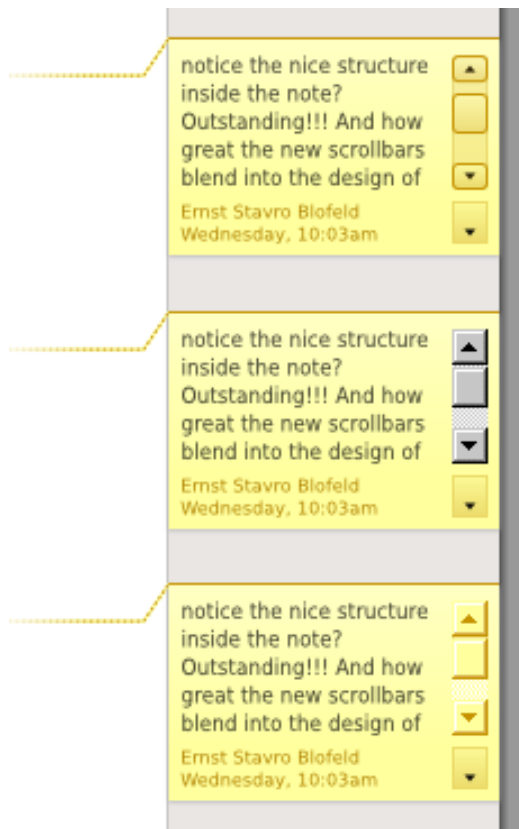 notice the nice structure
inside the note?
Outstanding!!! And how
great the new scrollbars
blend into the design of
Ernst Stavro Blofeld
Wednesday, 10:03am
notice the nice structure
inside the note?
Outstanding!!! And how
great the new scrollbars
blend into the design of
Ernst Stavro Blofeld
Wednesday, 10:03am
notice the nice structure
inside the note?
Outstanding!!! And how
great the new scrollbars
blend into the design of
Ernst Stavro Blofeld
Wednesday, 10:03am